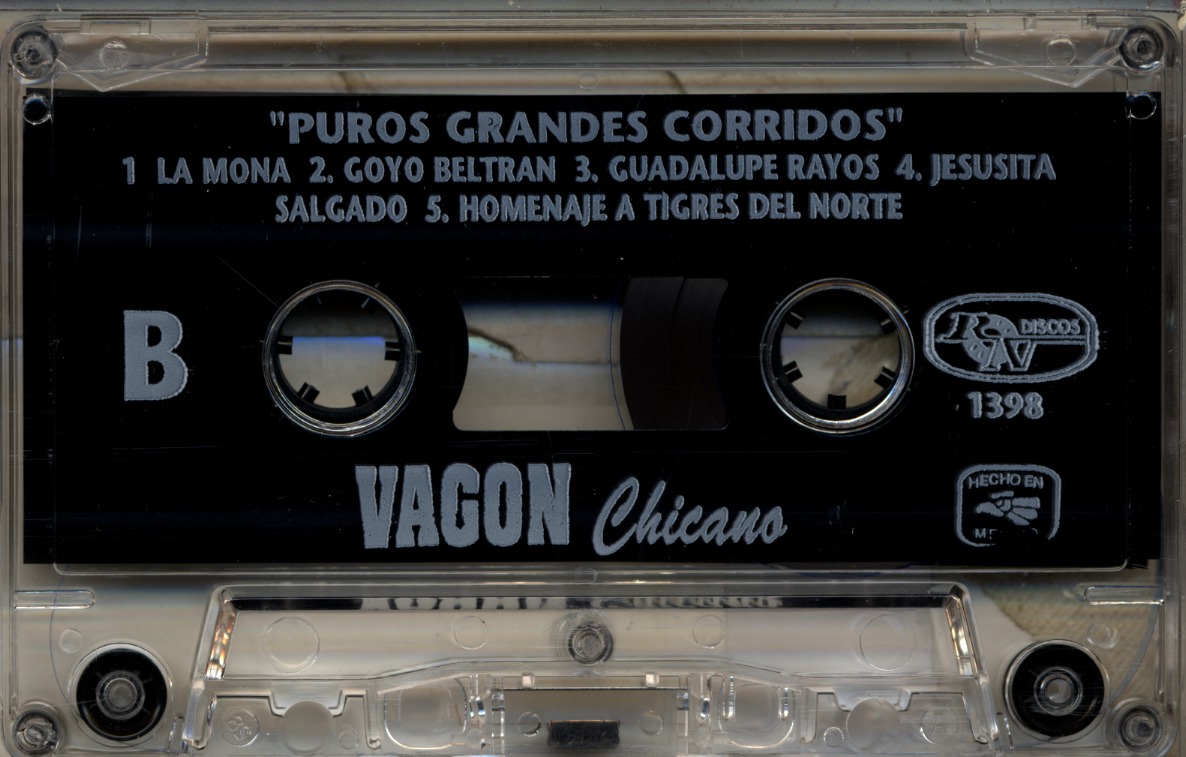 "PUROS GRANDES CORRIDOS"
1 LA MONA 2. GOYO BELTRAN 3. GUADALUPE RAYOS 4. JESUSITA
SALGADO 5. HOMENAJE A TIGRES DEL NORTE
B
DISCOS
1398
VAGON Chicano
HECHO EN